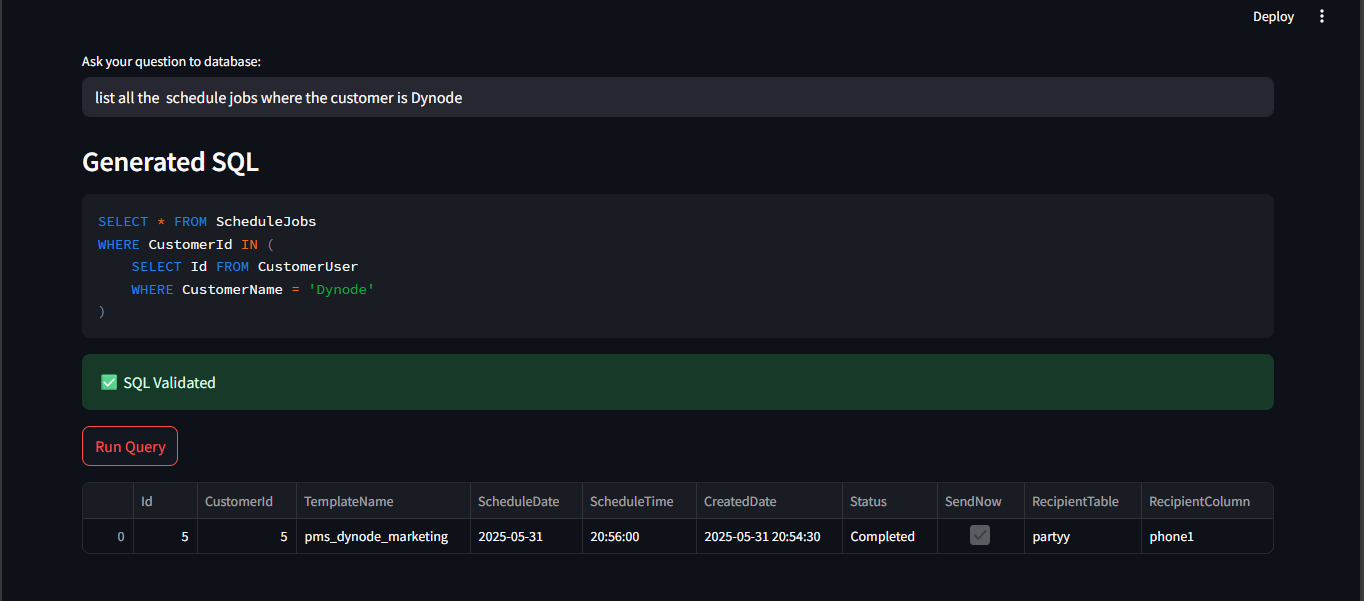 Deploy
Ask your question to database:
list all the  schedule jobs where the customer is Dynode
Generated SQL
SELECT * FROM ScheduleJobs
WHERE CustomerId IN (
    SELECT Id FROM CustomerUser
    WHERE CustomerName = 'Dynode'
)
✅ SQL Validated
Run Query
Id CustomerId TemplateName ScheduleDate ScheduleTime CreatedDate Status SendNow RecipientTable RecipientColumn
0 5 5 pms_dynode_marketing 2025-05-31 20:56:00 2025-05-31 20:54:30 Completed partyy phone1